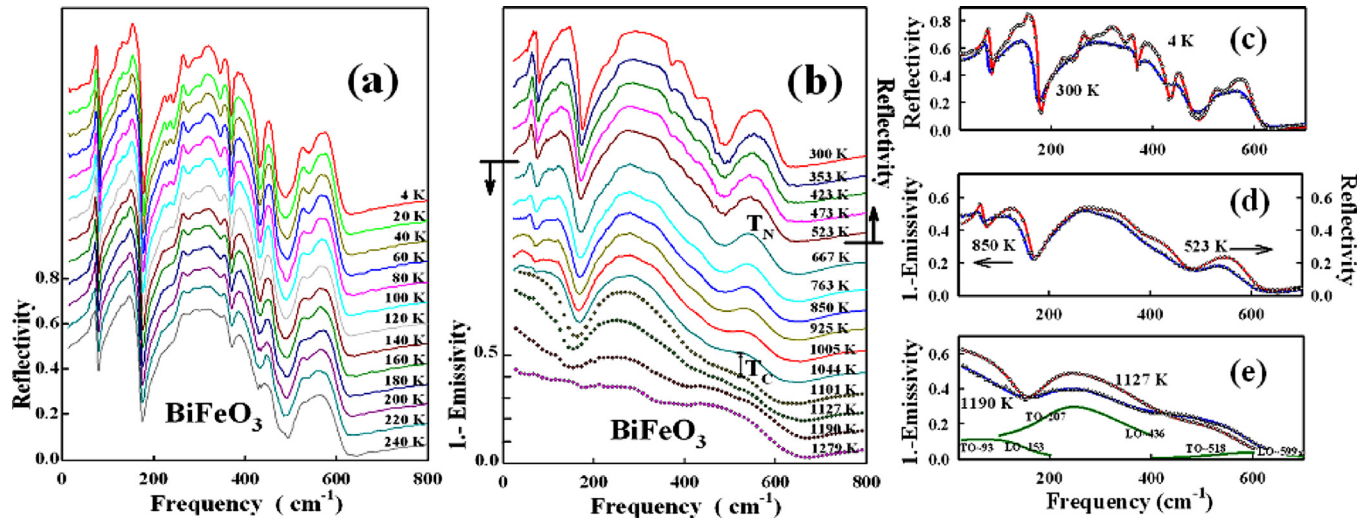 (a)
Reflectivity
0.8
0.6
0.4
0.2
0.0
4 K
20 K
40 K
60 K
80 K
100 K
120 K
140 K
160 K
180 K
200 K
220 K
240 K
BiFeO3
0 200 400 600 800
Frequency ( cm-1)
(b)
1.- Emissivity
Reflectivity
0.5
0.0
300 K
353 K
423 K
473 K
523 K
TN
667 K
763 K
850 K
925 K
1005 K
1044 K
TC
1101 K
1127 K
1190 K
1279 K
BiFeO3
0 200 400 600 800
Frequency ( cm-1)
(c)
Reflectivity
0.8
0.6
0.4
0.2
0.0
4 K
300 K
200 400 600
(d)
1.-Emissivity
Reflectivity
0.6
0.4
0.2
0.0
0.6
0.4
0.2
0.0
850 K
523 K
200 400 600
(e)
1.-Emissivity
0.6
0.4
0.2
0.0
1127 K
1190 K
TO~207
LO~436
TO~93
LO~153
TO~518
LO~599
200 400 600
Frequency (cm-1)